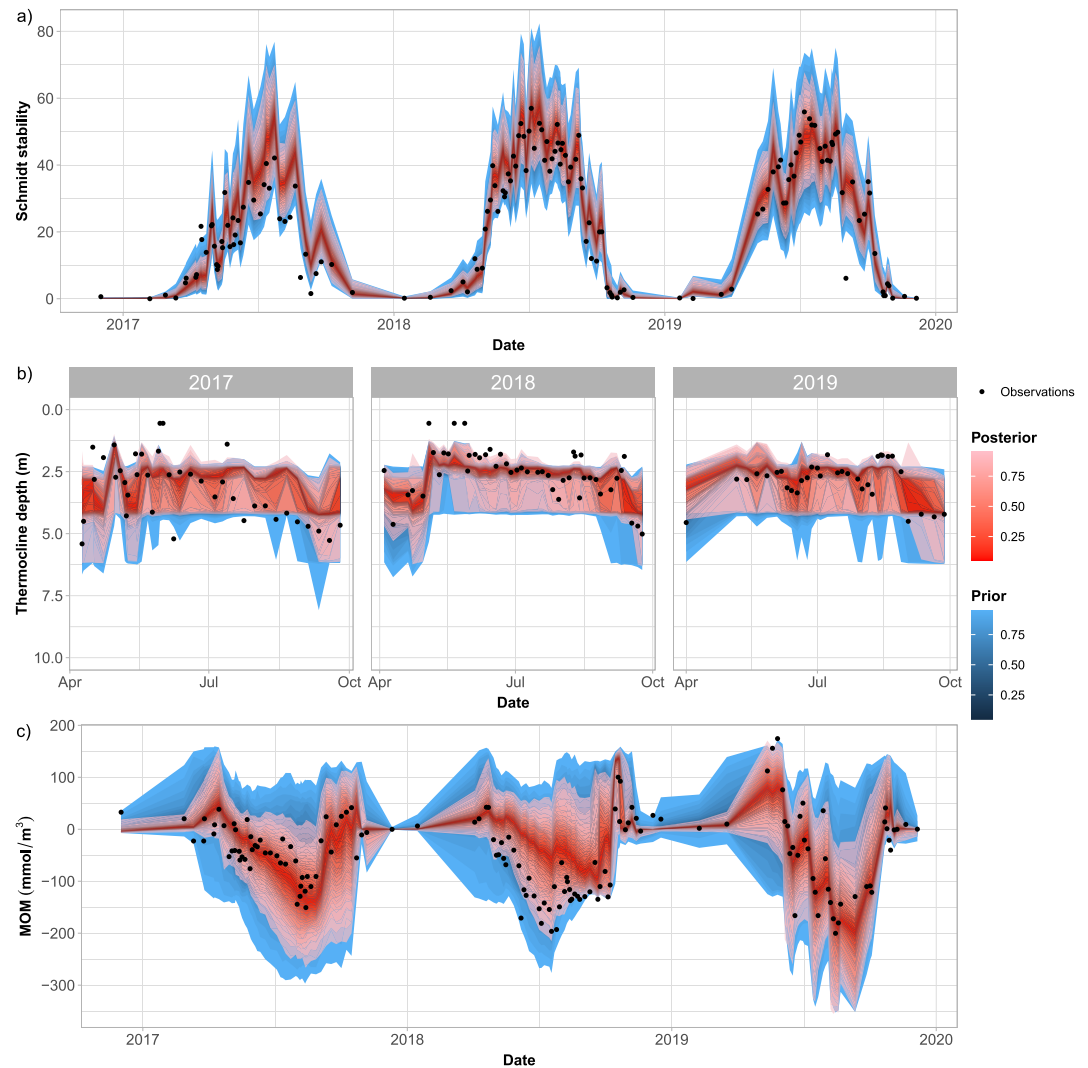 a)
80
60
40
20
0
Schmidt stability
2017 2018 2019 2020
Date
b)
2017 2018 2019
0.0
2.5
5.0
7.5
10.0
Thermocline depth (m)
Apr Jul Oct Apr Jul Oct Apr Jul Oct
Date
Observations
Posterior
0.75
0.50
0.25
Prior
0.75
0.50
0.25
c)
200
100
0
−100
−200
−300
MOM (mmol/m³)
2017 2018 2019 2020
Date